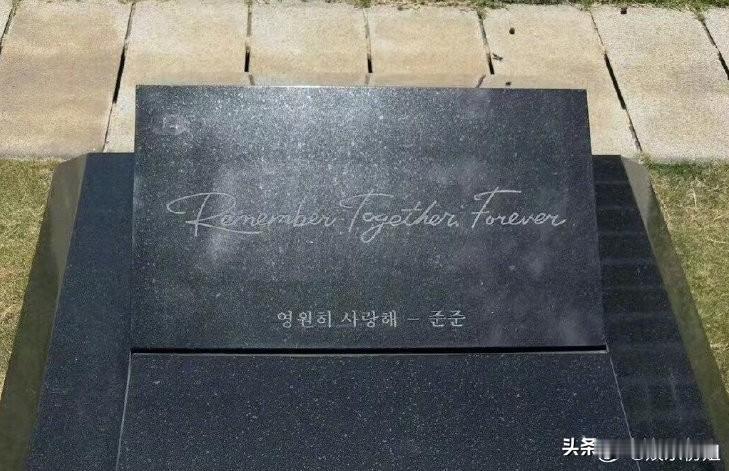 Remember, Together, Forever
영원히 사랑해 - 준준
头条